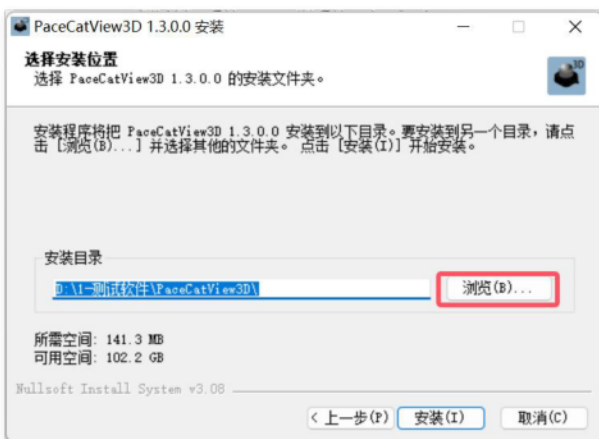 PaceCatView3D 1.3.0.0 安装
选择安装位置
选择 PaceCatView3D 1.3.0.0 的安装文件夹。
3D
安装程序将把 PaceCatView3D 1.3.0.0 安装到以下目录。要安装到另一个目录，请点
击 [浏览(B)...] 并选择其他的文件夹。 点击 [安装(I)] 开始安装。
安装目录
D:\1-测试软件\PaceCatView3D\
浏览(B)...
所需空间: 141.3 MB
可用空间: 102.2 GB
Nullsoft Install System v3.08
< 上一步(P)
安装(I)
取消(C)